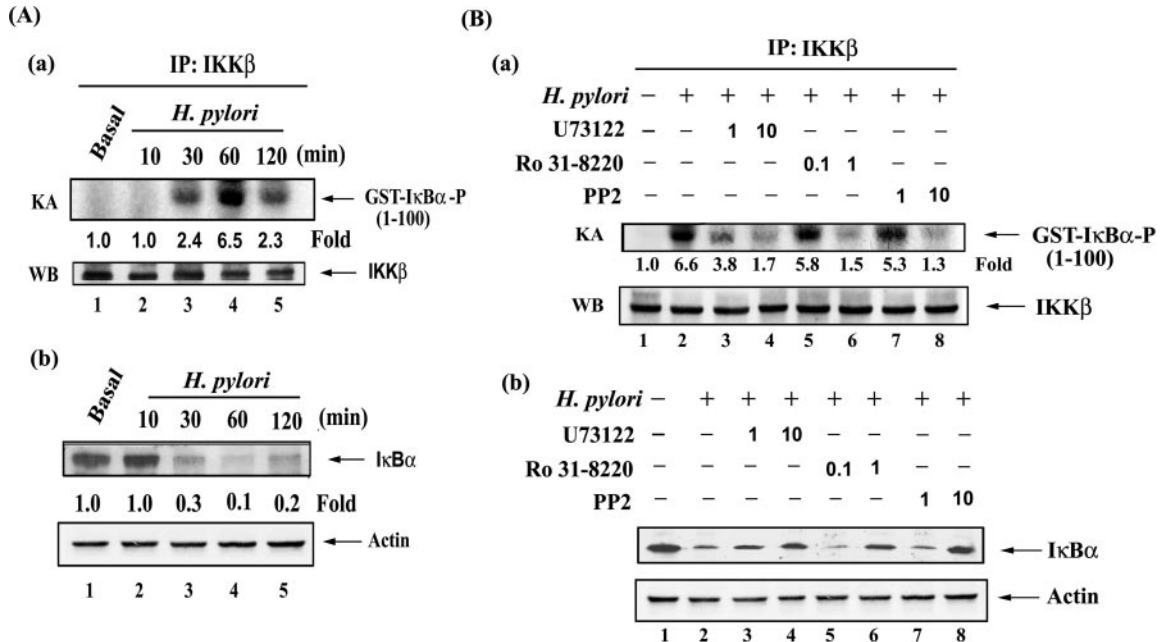 (A)
(a)
IP: IKKβ
Basal
H. pylori
10 30 60 120 (min)
KA
GST-IκBα-P
(1-100)
1.0 1.0 2.4 6.5 2.3 Fold
WB
IKKβ
1 2 3 4 5
(b)
Basal
H. pylori
10 30 60 120 (min)
IκBα
1.0 1.0 0.3 0.1 0.2 Fold
Actin
1 2 3 4 5
(B)
(a)
IP: IKKβ
H. pylori – + + + + + + +
U73122 – – 1 10 – – – –
Ro 31-8220 – – – – 0.1 1 – –
PP2 – – – – – – 1 10
KA
GST-IκBα-P
(1-100)
1.0 6.6 3.8 1.7 5.8 1.5 5.3 1.3 Fold
WB
IKKβ
1 2 3 4 5 6 7 8
(b)
H. pylori – + + + + + + +
U73122 – – 1 10 – – – –
Ro 31-8220 – – – – 0.1 1 – –
PP2 – – – – – – 1 10
IκBα
Actin
1 2 3 4 5 6 7 8